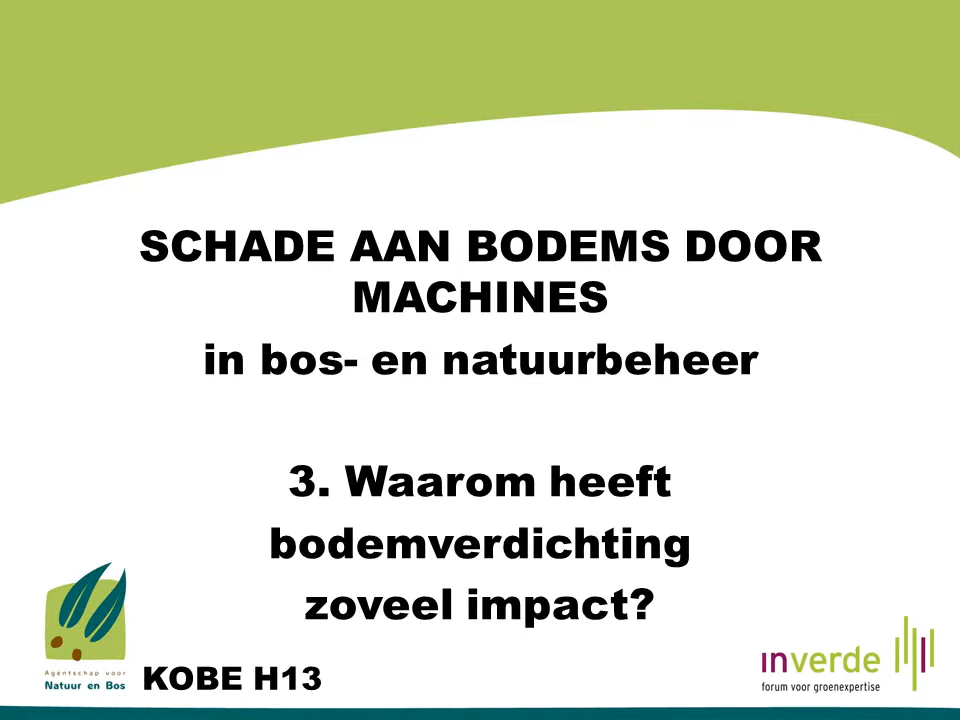 SCHADE AAN BODEMS DOOR
MACHINES
in bos- en natuurbeheer
3. Waarom heeft
bodemverdichting
zoveel impact?
Agentschap voor
Natuur en Bos
KOBE H13
inverde
forum voor groenexpertise